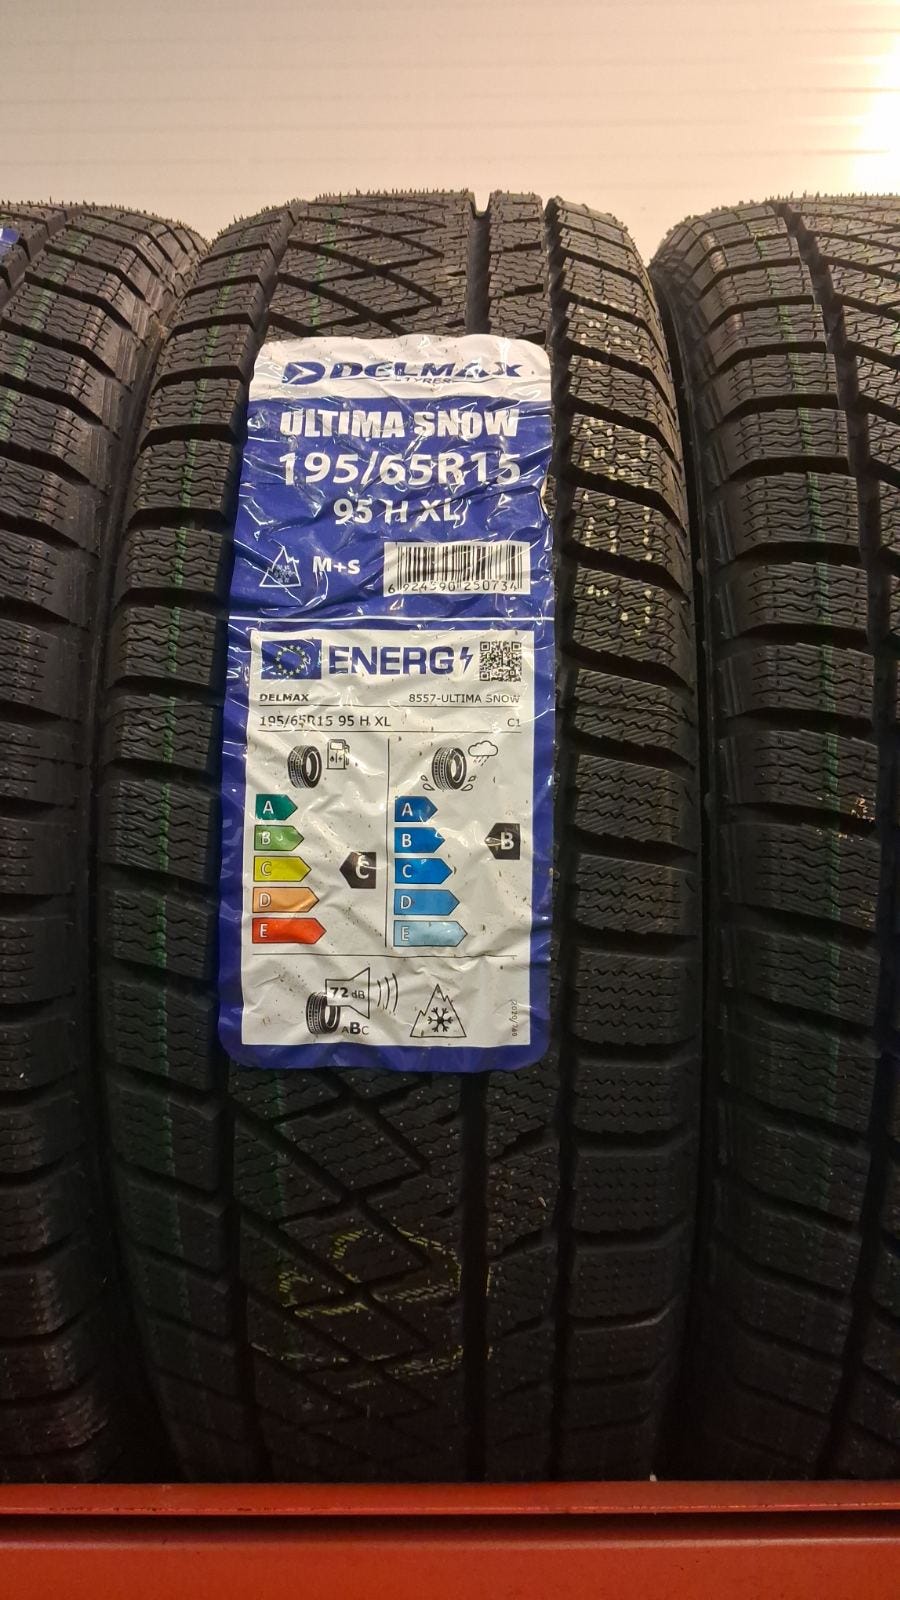 DELMAX
TYRES
ULTIMA SNOW
195/65R15
95 H XL
M+S
6 924590 250734
ENERG
DELMAX 8557-ULTIMA SNOW
195/65R15 95 H XL C1
A A
B B B
C C C
D D
E E
72 dB
ABC
2020/740